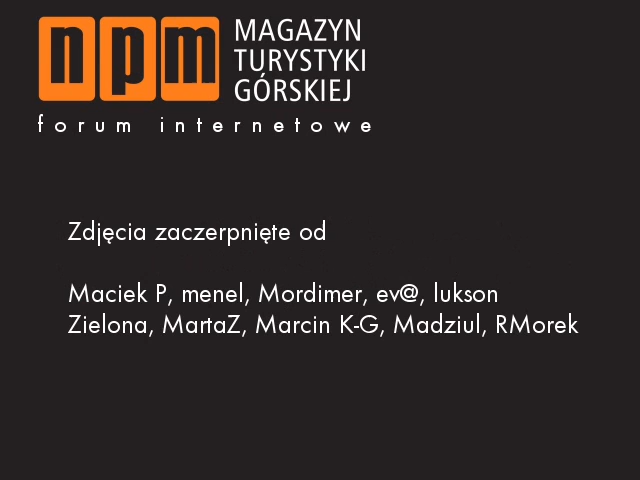 npm MAGAZYN
TURYSTYKI
GÓRSKIEJ
forum internetowe
Zdjęcia zaczerpnięte od
Maciek P, menel, Mordimer, ev@, lukson
Zielona, MartaZ, Marcin K-G, Madziul, RMorek